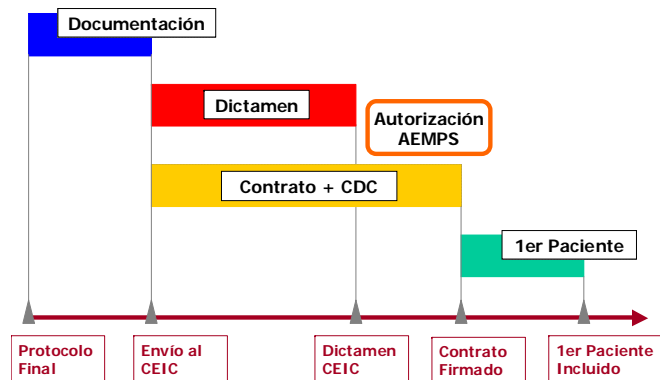 Documentación
Dictamen
Autorización
AEMPS
Contrato + CDC
1er Paciente
Protocolo
Final
Envío al
CEIC
Dictamen
CEIC
Contrato
Firmado
1er Paciente
Incluido